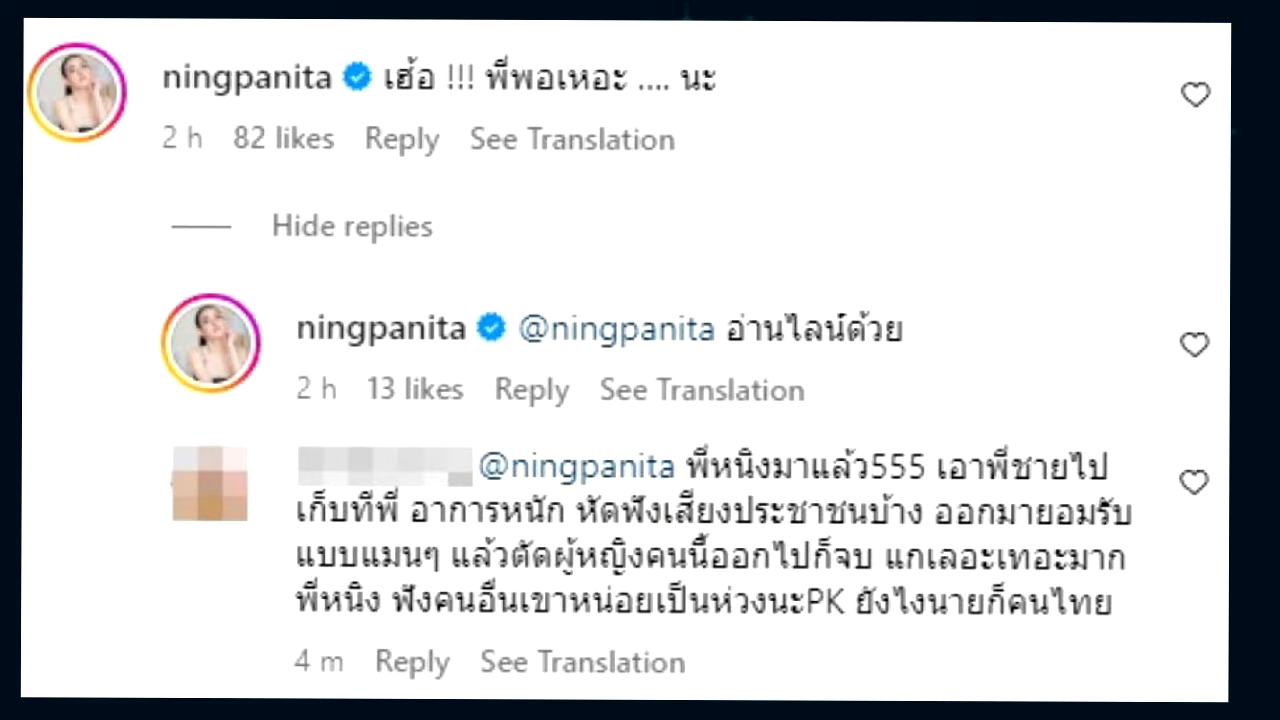 ningpanita เฮ้อ !!! พี่พอเหอะ .... นะ
2 h 82 likes Reply See Translation
Hide replies
ningpanita @ningpanita อ่านไลน์ด้วย
2 h 13 likes Reply See Translation
@ningpanita พี่หนิงมาแล้ว555 เอาพี่ชายไป
เก็บทีพี่ อาการหนัก หัดฟังเสียงประชาชนบ้าง ออกมายอมรับ
แบบแมนๆ แล้วตัดผู้หญิงคนนี้ออกไปก็จบ แกเลอะเทอะมาก
พี่หนิง ฟังคนอื่นเขาหน่อยเป็นห่วงนะPK ยังไงนายก็คนไทย
4 m Reply See Translation